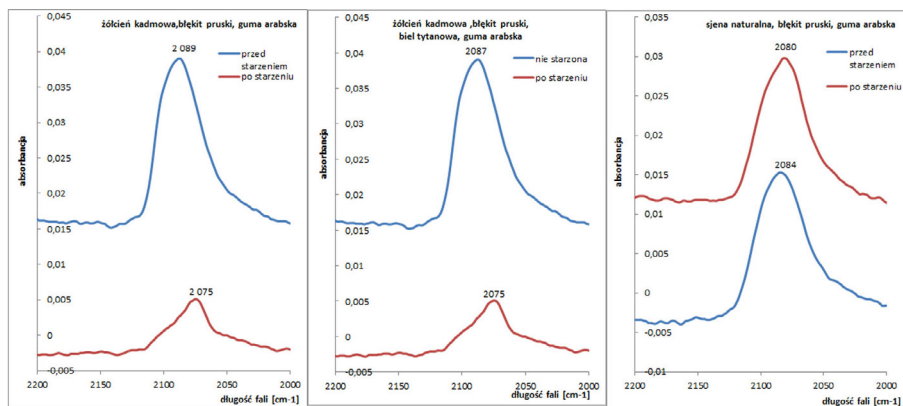 żółcień kadmowa,błękit pruski, guma arabska
0,04
2 089
przed
starzeniem
po starzeniu
0,035
0,03
absorbancja
0,025
0,02
0,015
0,01
2 075
0,005
0
-0,005
2200
2150
2100
2050
2000
długość fali [cm-1]
żółcień kadmowa ,błękit pruski,
biel tytanowa, guma arabska
0,04
2087
nie starzona
po starzeniu
0,035
0,03
absorbancja
0,025
0,02
0,015
0,01
2075
0,005
0
-0,005
2200
2150
2100
2050
2000
długość fali [cm-1]
sjena naturalna, błękit pruski, guma arabska
0,035
2080
przed
starzeniem
po starzeniu
0,03
0,025
absorbancja
0,02
2084
0,015
0,01
0,005
0
-0,005
-0,01
2200
2150
2100
2050
2000
długość fali [cm-1]